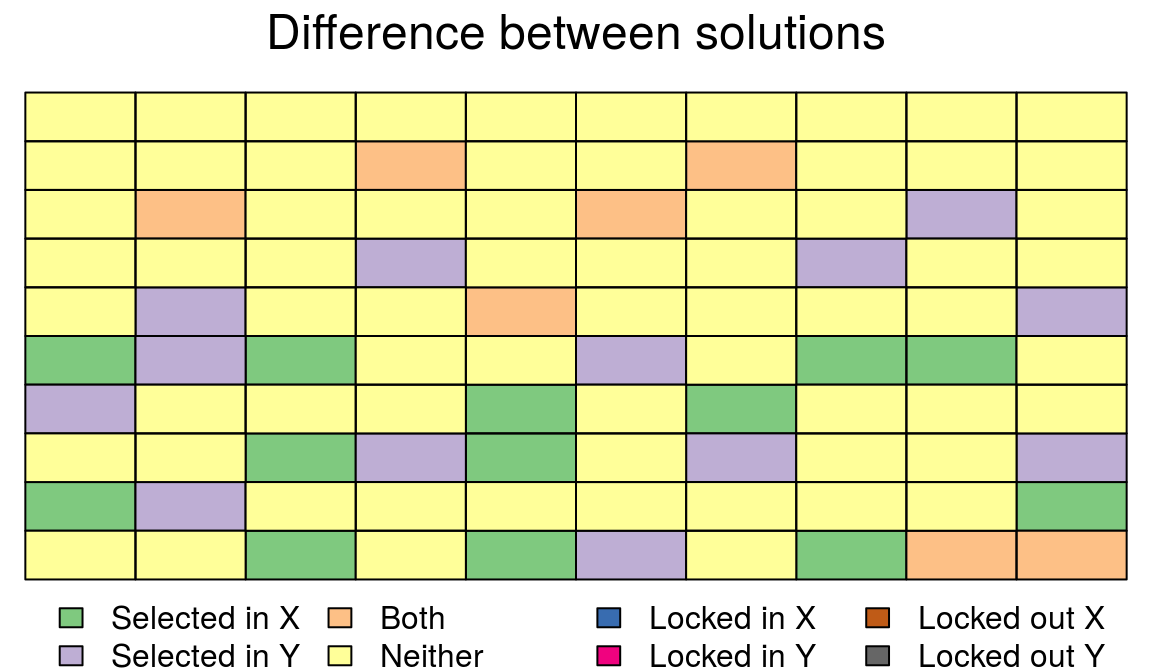 Difference between solutions
Selected in X Both Locked in X Locked out X
Selected in Y Neither Locked in Y Locked out Y